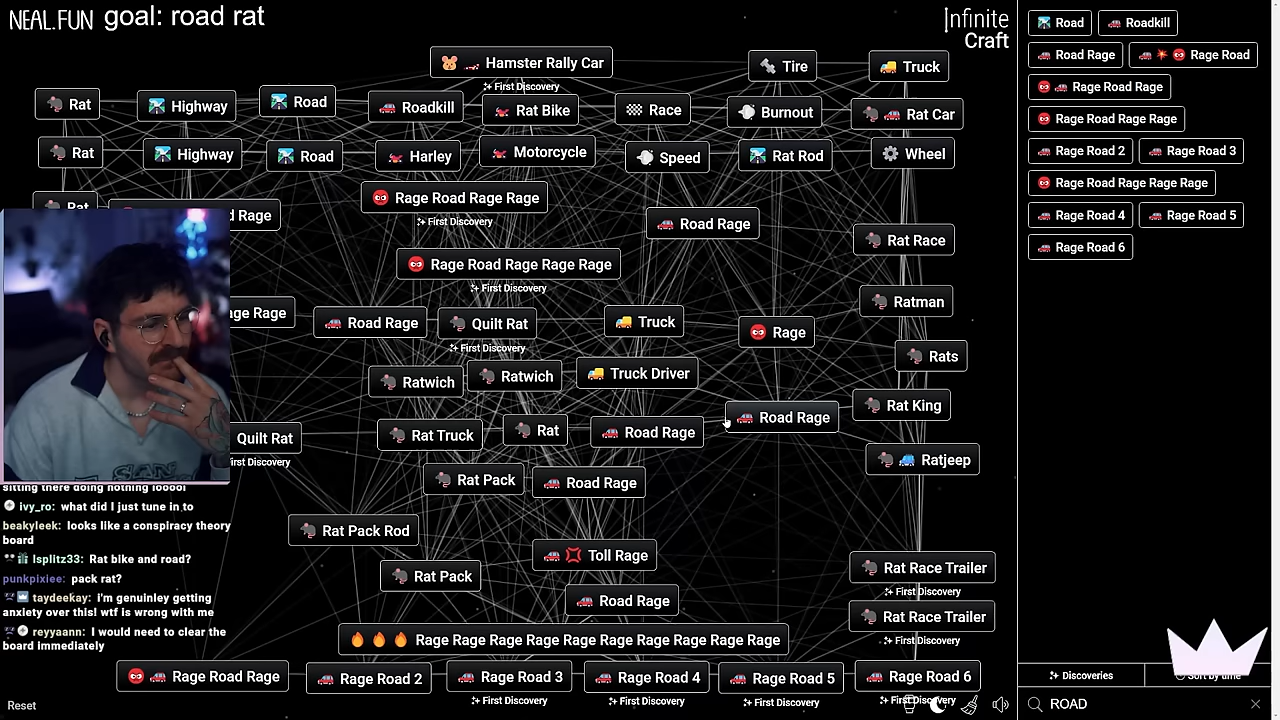 NEAL.FUN goal: road rat
Infinite Craft
🐹 🏎️ Hamster Rally Car
✨ First Discovery
Tire
Truck
Rat
Highway
Road
Roadkill
Rat Bike
Race
Burnout
Rat Car
Rat
Highway
Road
Harley
Motorcycle
Speed
Rat Rod
Wheel
Rat
d Rage
Rage Road Rage Rage
✨ First Discovery
Road Rage
Rat Race
Rage Road Rage Rage Rage
✨ First Discovery
Ratman
ge Rage
Road Rage
Quilt Rat
✨ First Discovery
Truck
Rage
Rats
Ratwich
Ratwich
Truck Driver
Rat King
Quilt Rat
irst Discovery
Rat Truck
Rat
Road Rage
Road Rage
Ratjeep
Rat Pack
Road Rage
Rat Pack Rod
Toll Rage
Rat Race Trailer
✨ First Discovery
Rat Pack
Road Rage
Rat Race Trailer
✨ First Discovery
🔥 🔥 🔥 Rage Rage Rage Rage Rage Rage Rage Rage Rage Rage
Rage Road Rage
Rage Road 2
Rage Road 3
✨ First Discovery
Rage Road 4
✨ First Discovery
Rage Road 5
✨ First Discovery
Rage Road 6
✨ First Discovery
sitting there doing nothing looool
ivy_ro: what did I just tune in to
beakyleek: looks like a conspiracy theory
board
lsplitz33: Rat bike and road?
punkpixiee: pack rat?
taydeekay: i'm genuinley getting
anxiety over this! wtf is wrong with me
reyyaann: I would need to clear the
board immediately
Reset
Road
Roadkill
Road Rage
Rage Road
Rage Road Rage
Rage Road Rage Rage
Rage Road 2
Rage Road 3
Rage Road Rage Rage Rage
Rage Road 4
Rage Road 5
Rage Road 6
✨ Discoveries
Sort by time
ROAD